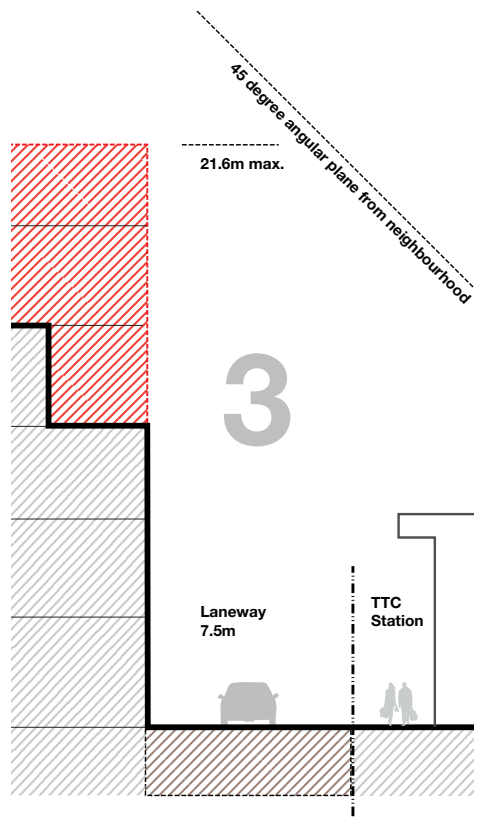 45 degree angular plane from neighbourhood
21.6m max.
3
Laneway
7.5m
TTC
Station